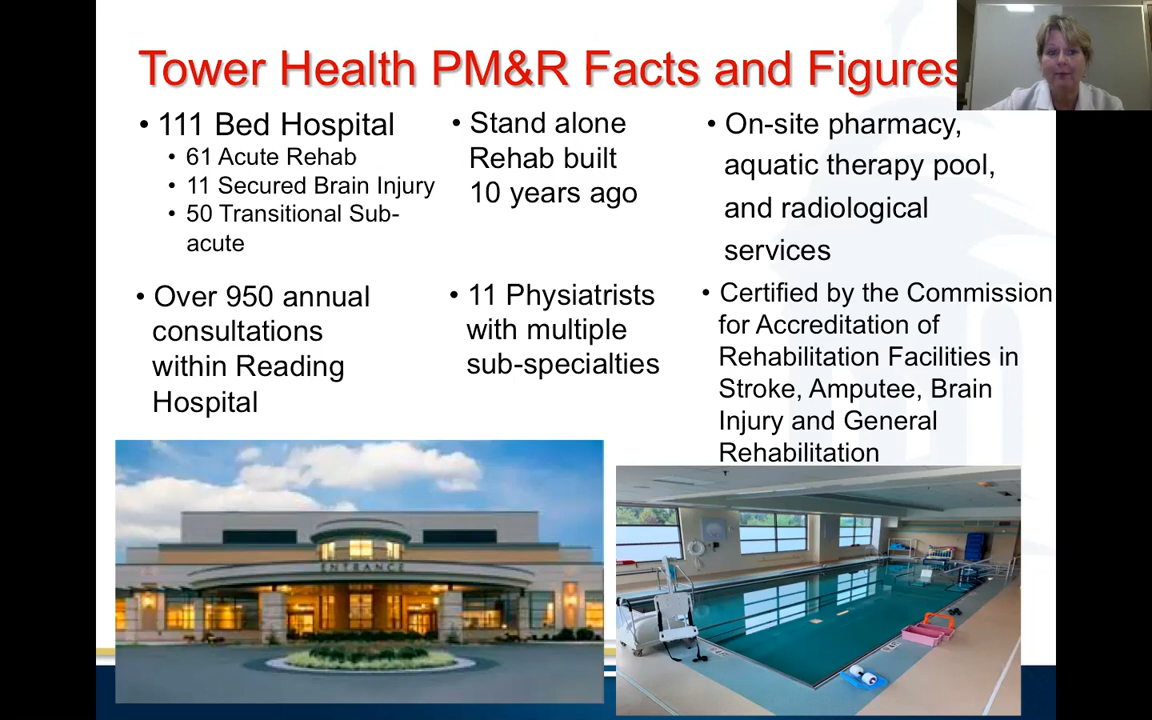 Tower Health PM&R Facts and Figures
• 111 Bed Hospital
• 61 Acute Rehab
• 11 Secured Brain Injury
• 50 Transitional Sub-
acute
• Stand alone
Rehab built
10 years ago
• On-site pharmacy,
aquatic therapy pool,
and radiological
services
• Over 950 annual
consultations
within Reading
Hospital
• 11 Physiatrists
with multiple
sub-specialties
• Certified by the Commission
for Accreditation of
Rehabilitation Facilities in
Stroke, Amputee, Brain
Injury and General
Rehabilitation
ENTRANCE